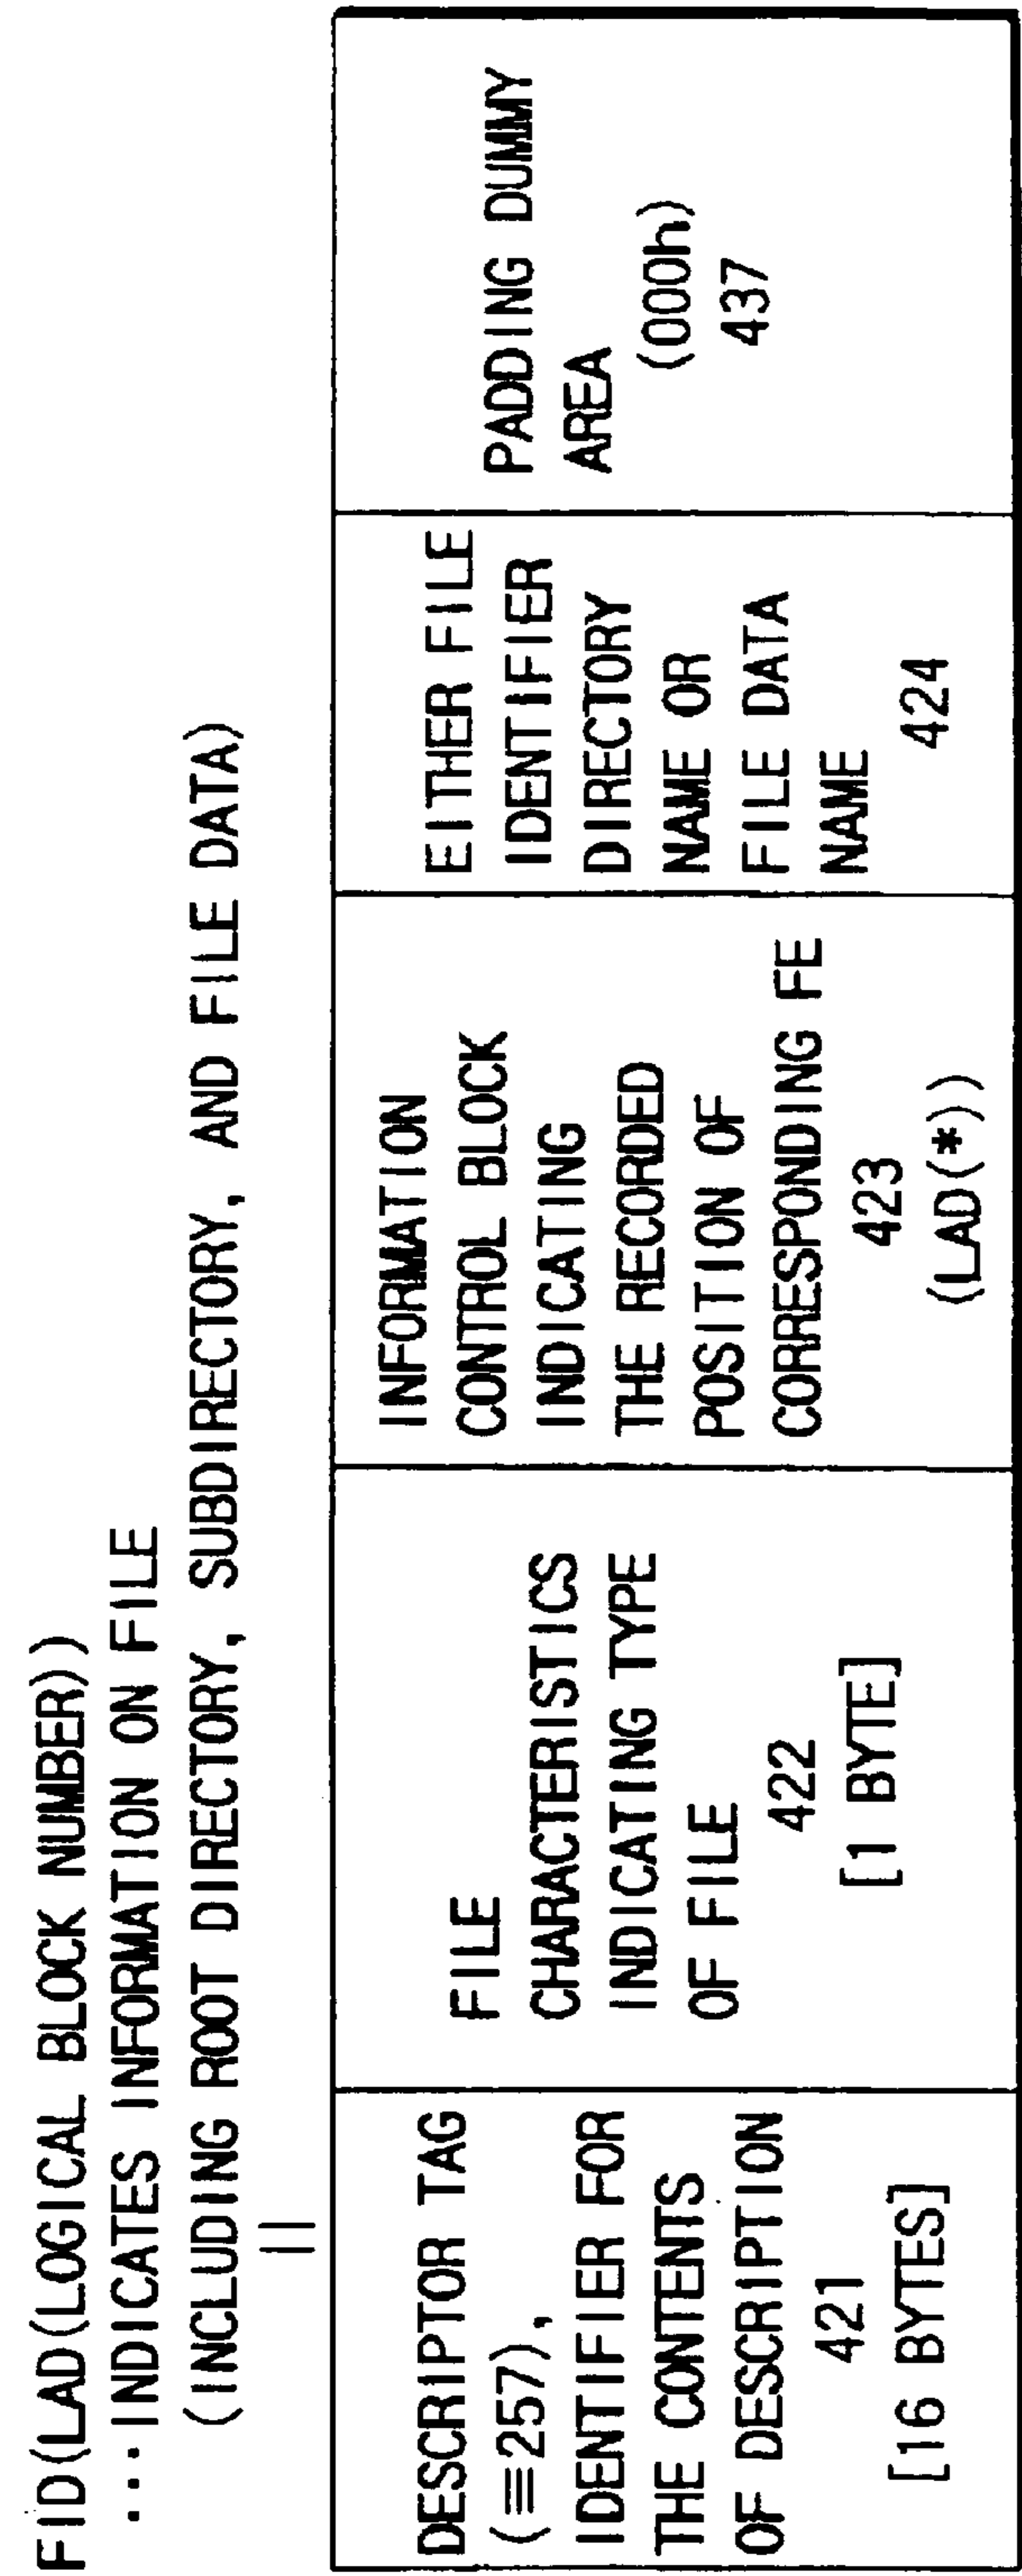 FID(LAD(LOGICAL BLOCK NUMBER))
···INDICATES INFORMATION ON FILE
(INCLUDING ROOT DIRECTORY, SUBDIRECTORY, AND FILE DATA)
||
DESCRIPTOR TAG
(≡257),
IDENTIFIER FOR
THE CONTENTS
OF DESCRIPTION
421
[16 BYTES]
FILE
CHARACTERISTICS
INDICATING TYPE
OF FILE
422
[1 BYTE]
INFORMATION
CONTROL BLOCK
INDICATING
THE RECORDED
POSITION OF
CORRESPONDING FE
423
(LAD(*))
EITHER FILE
IDENTIFIER
DIRECTORY
NAME OR
FILE DATA
NAME
424
PADDING DUMMY
AREA
(000h)
437